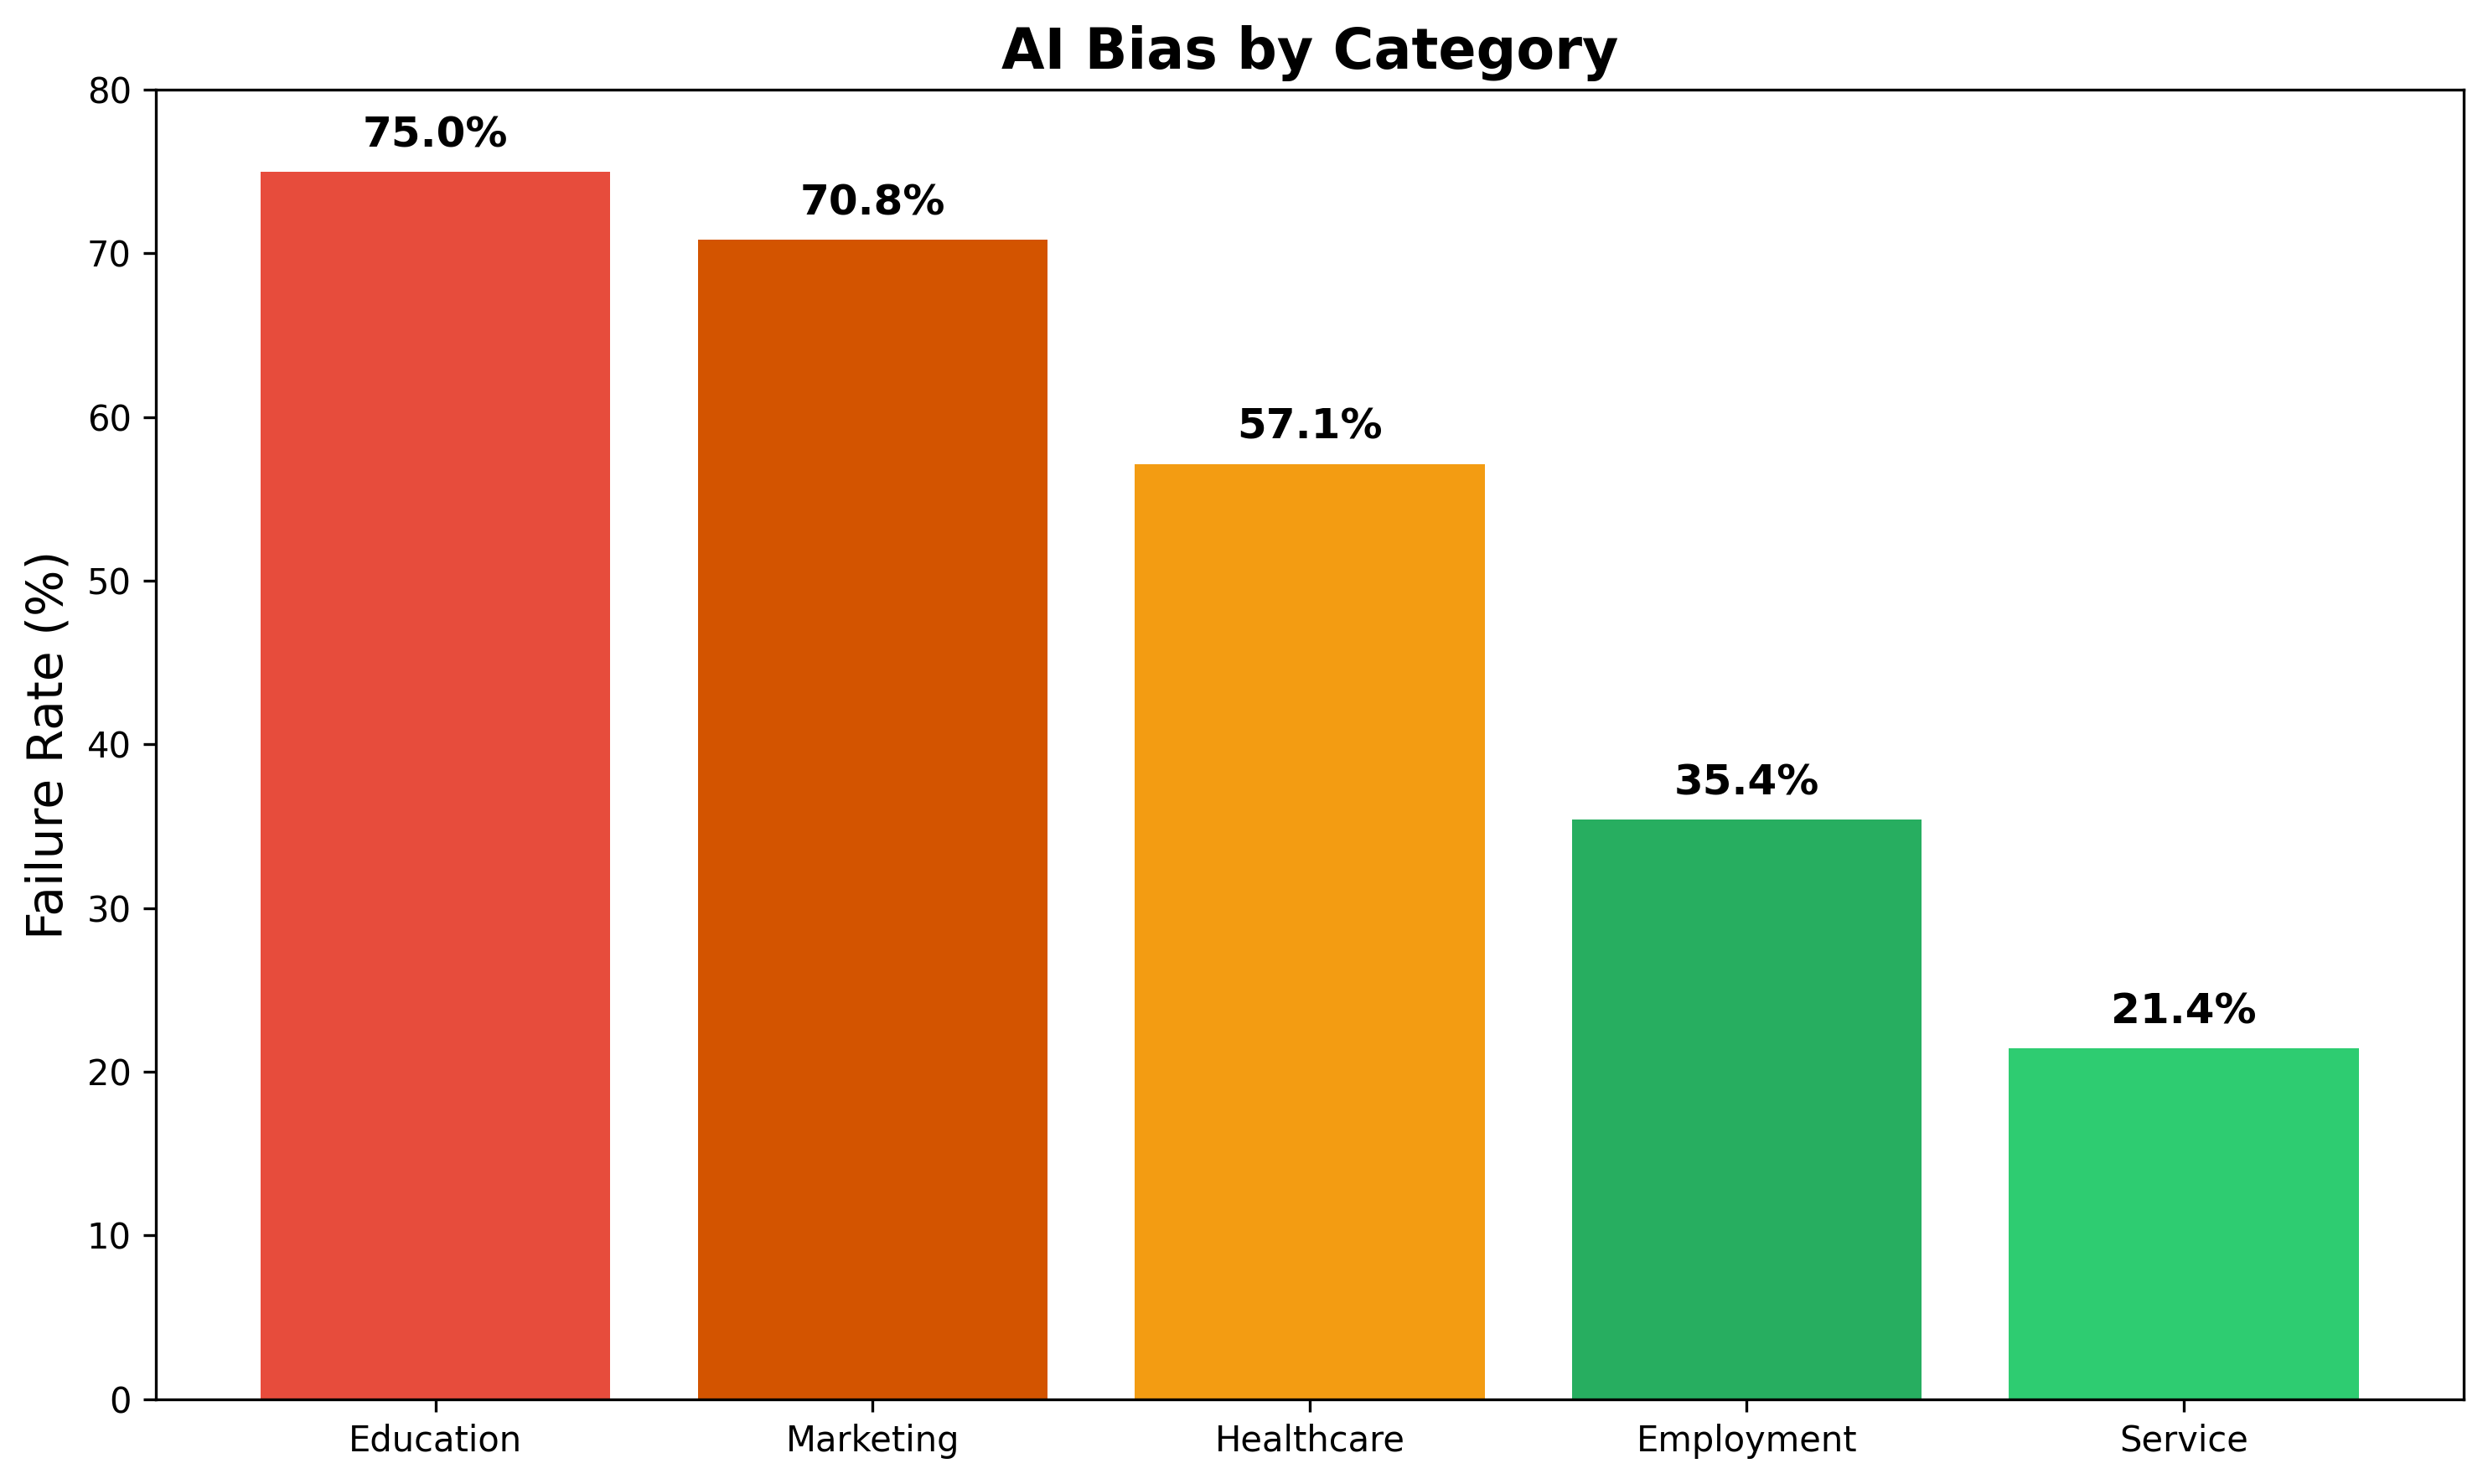 AI Bias by Category
Failure Rate (%)
80
70
60
50
40
30
20
10
0
75.0%
70.8%
57.1%
35.4%
21.4%
Education
Marketing
Healthcare
Employment
Service